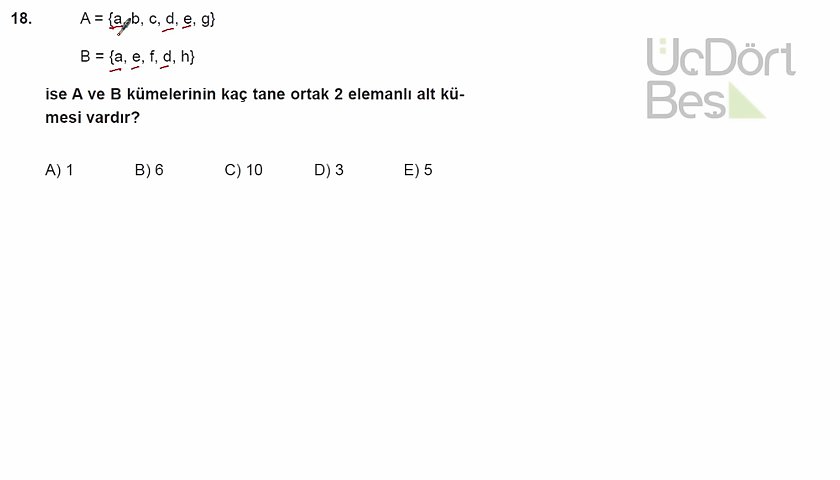 18. A = {a, b, c, d, e, g}
B = {a, e, f, d, h}
ise A ve B kümelerinin kaç tane ortak 2 elemanlı alt kü-
mesi vardır?
A) 1 B) 6 C) 10 D) 3 E) 5
ÜçDört
Beş